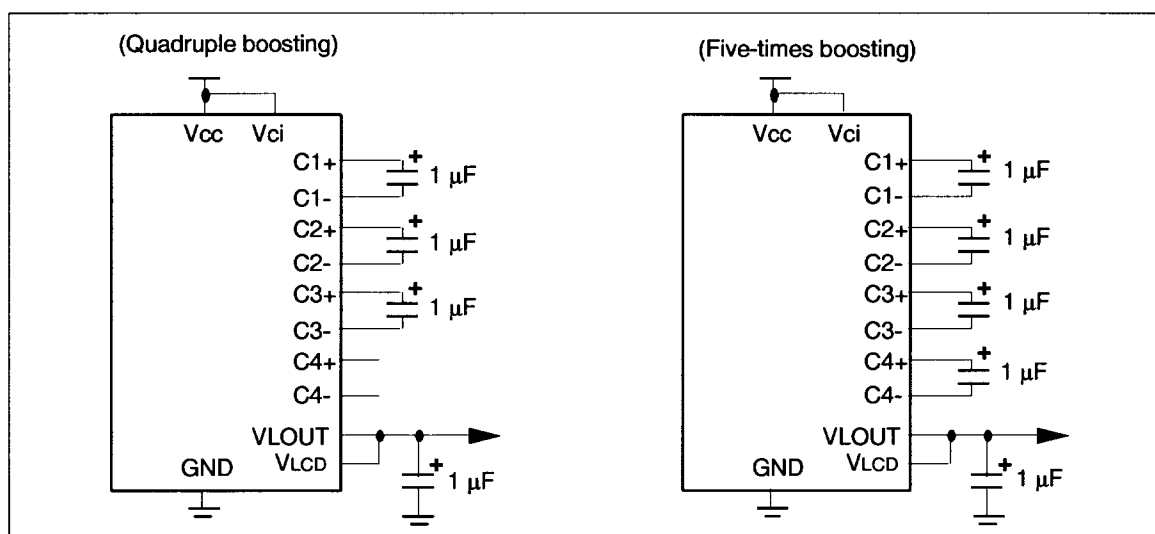 (Quadruple boosting)
Vcc Vci
C1+
+
1 µF
C1-
C2+
+
1 µF
C2-
C3+
+
1 µF
C3-
C4+
C4-
VLOUT
VLCD
GND
+
1 µF
(Five-times boosting)
Vcc Vci
C1+
+
1 µF
C1-
C2+
+
1 µF
C2-
C3+
+
1 µF
C3-
C4+
+
1 µF
C4-
VLOUT
VLCD
GND
+
1 µF